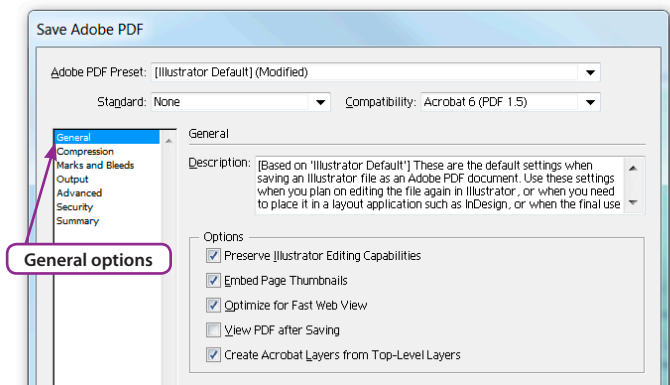 Save Adobe PDF
Adobe PDF Preset: [Illustrator Default] (Modified)
Standard: None Compatibility: Acrobat 6 (PDF 1.5)
General
Compression
Marks and Bleeds
Output
Advanced
Security
Summary
General options
General
Description: [Based on 'Illustrator Default'] These are the default settings when
saving an Illustrator file as an Adobe PDF document. Use these settings
when you plan on editing the file again in Illustrator, or when you need
to place it in a layout application such as InDesign, or when the final use
Options
Preserve Illustrator Editing Capabilities
Embed Page Thumbnails
Optimize for Fast Web View
View PDF after Saving
Create Acrobat Layers from Top-Level Layers